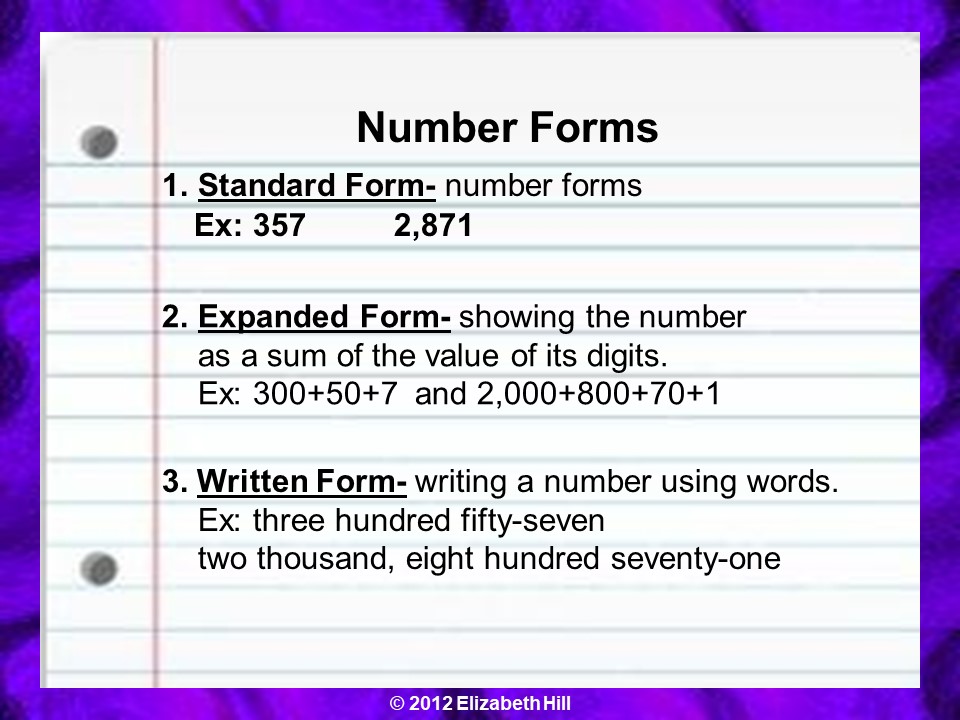 Number Forms
1. Standard Form- number forms
Ex: 357 2,871
2. Expanded Form- showing the number
as a sum of the value of its digits.
Ex: 300+50+7 and 2,000+800+70+1
3. Written Form- writing a number using words.
Ex: three hundred fifty-seven
two thousand, eight hundred seventy-one
© 2012 Elizabeth Hill